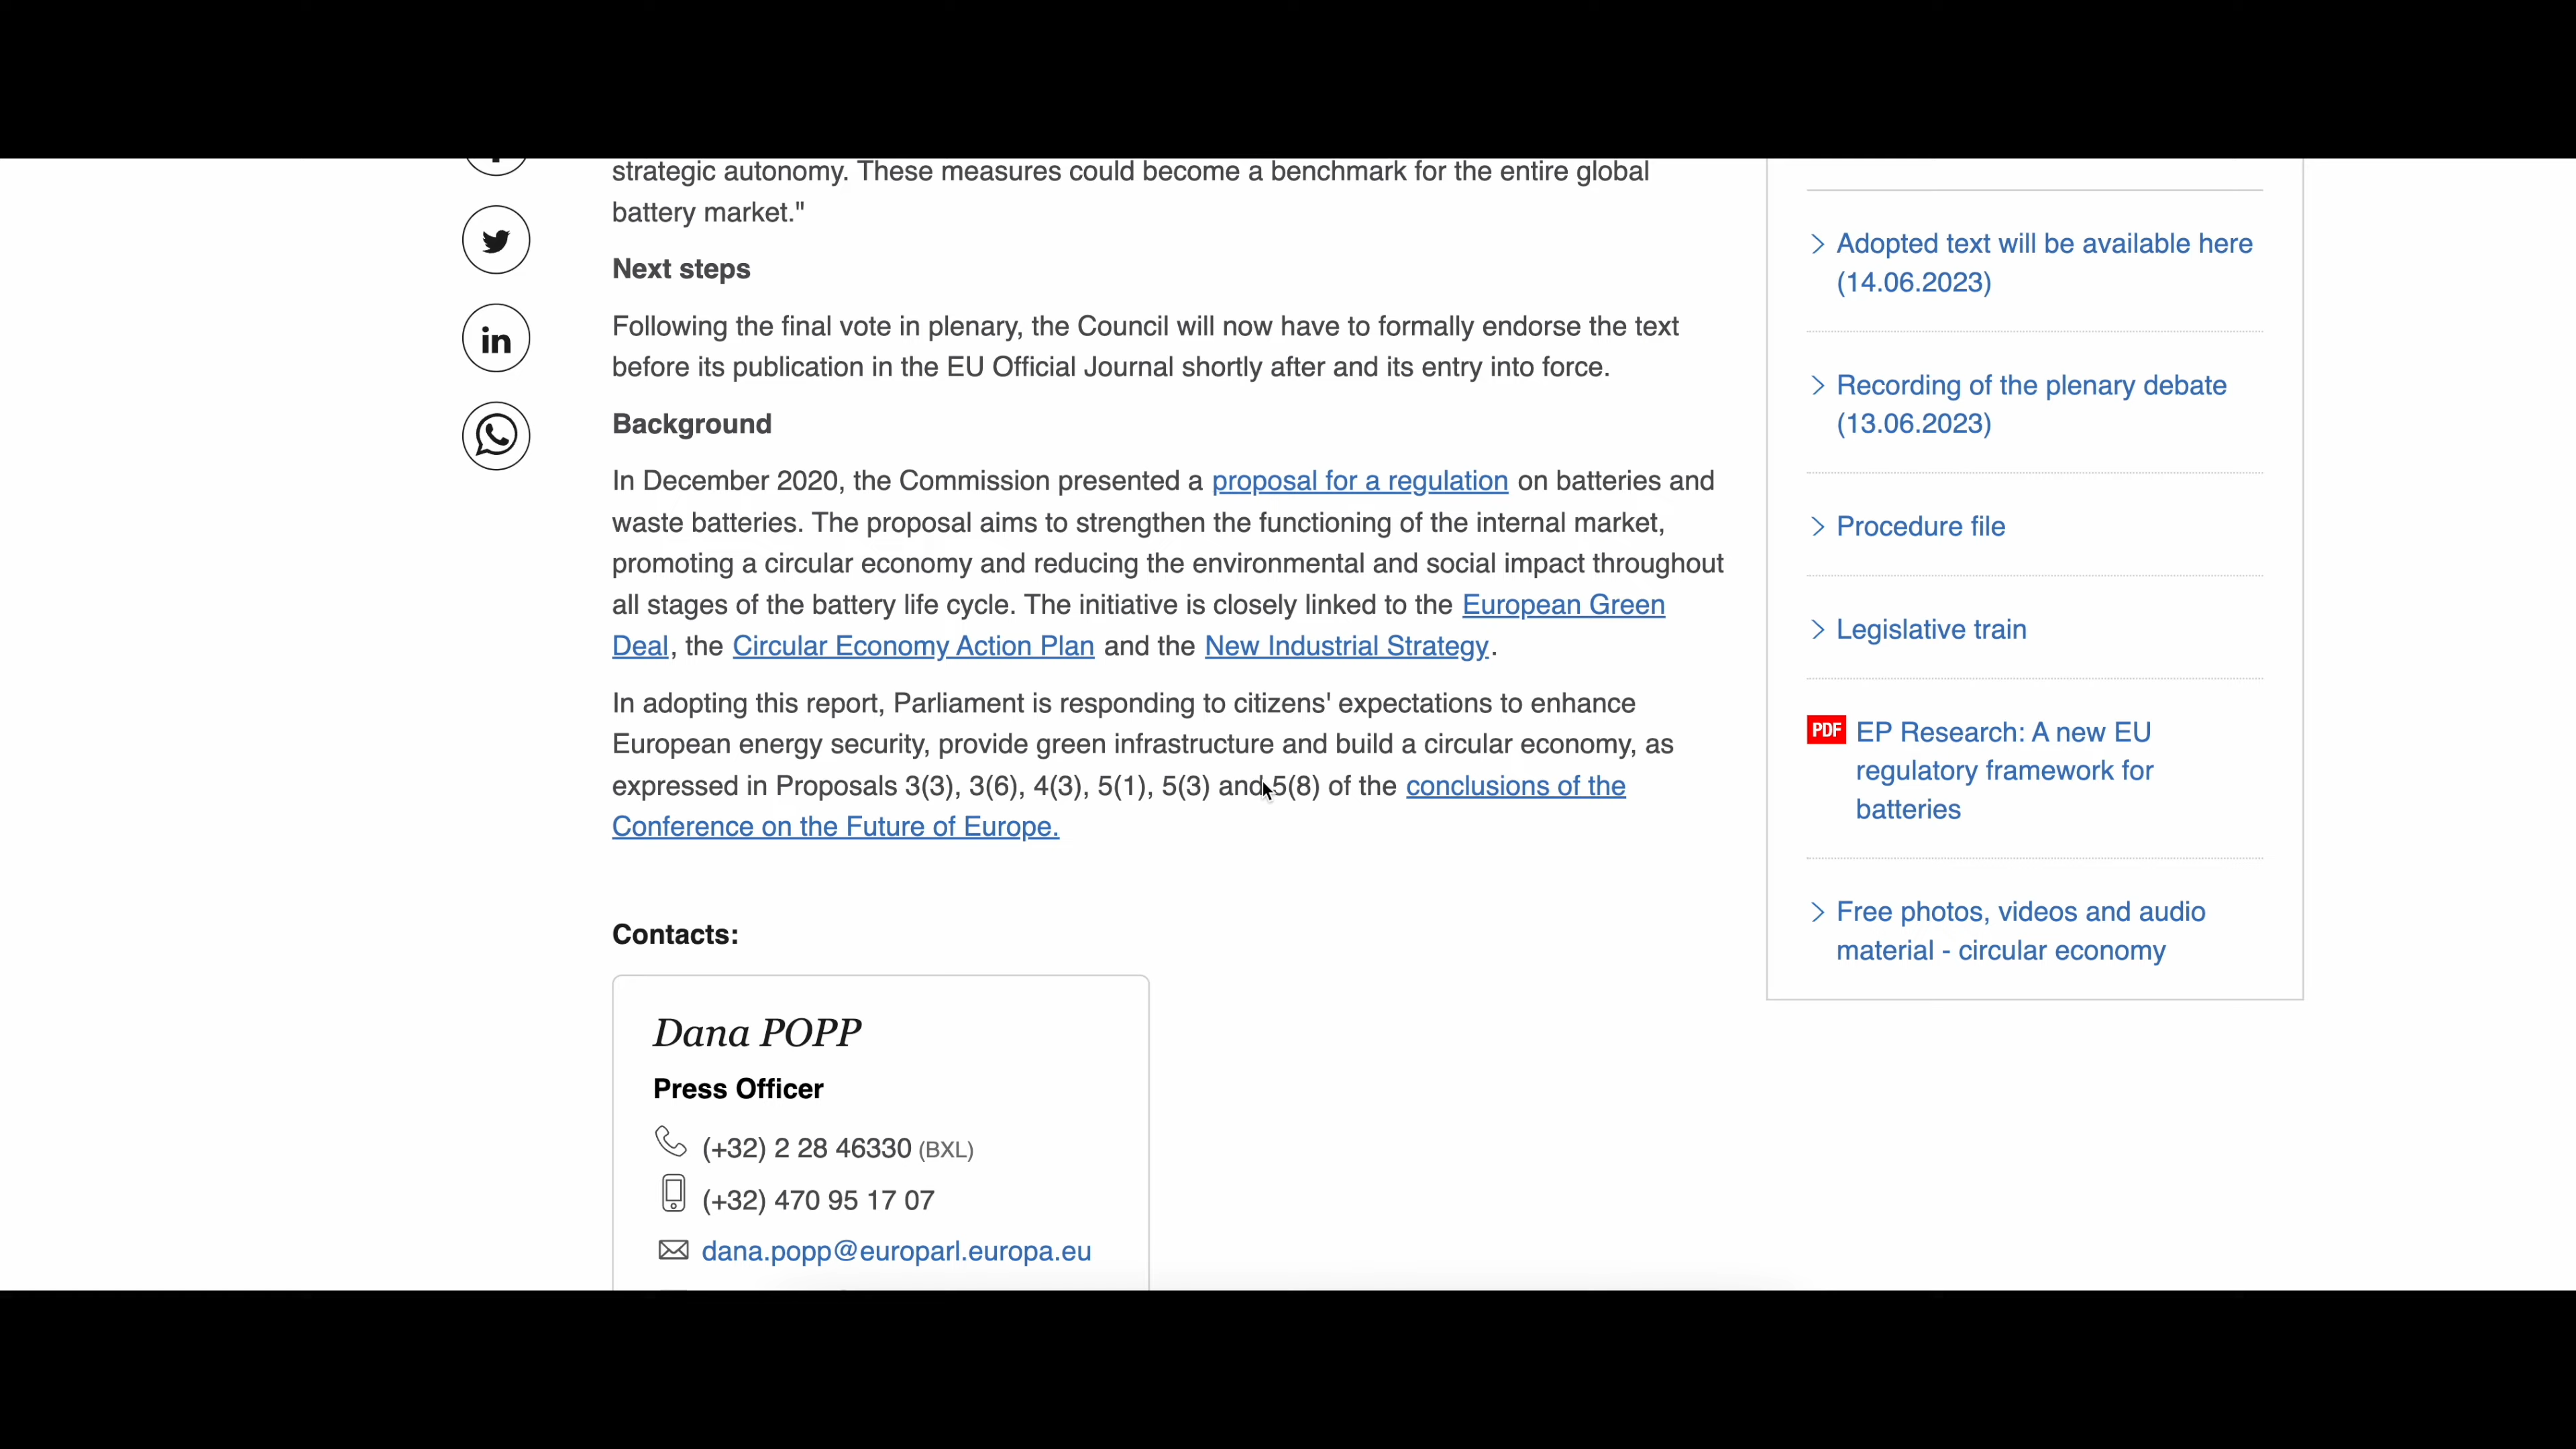 strategic autonomy. These measures could become a benchmark for the entire global
battery market."
Next steps
Following the final vote in plenary, the Council will now have to formally endorse the text
before its publication in the EU Official Journal shortly after and its entry into force.
Background
In December 2020, the Commission presented a proposal for a regulation on batteries and
waste batteries. The proposal aims to strengthen the functioning of the internal market,
promoting a circular economy and reducing the environmental and social impact throughout
all stages of the battery life cycle. The initiative is closely linked to the European Green
Deal, the Circular Economy Action Plan and the New Industrial Strategy.
In adopting this report, Parliament is responding to citizens' expectations to enhance
European energy security, provide green infrastructure and build a circular economy, as
expressed in Proposals 3(3), 3(6), 4(3), 5(1), 5(3) and 5(8) of the conclusions of the
Conference on the Future of Europe.
Contacts:
Dana POPP
Press Officer
(+32) 2 28 46330 (BXL)
(+32) 470 95 17 07
dana.popp@europarl.europa.eu
in
Adopted text will be available here
(14.06.2023)
Recording of the plenary debate
(13.06.2023)
Procedure file
Legislative train
PDF EP Research: A new EU
regulatory framework for
batteries
Free photos, videos and audio
material - circular economy